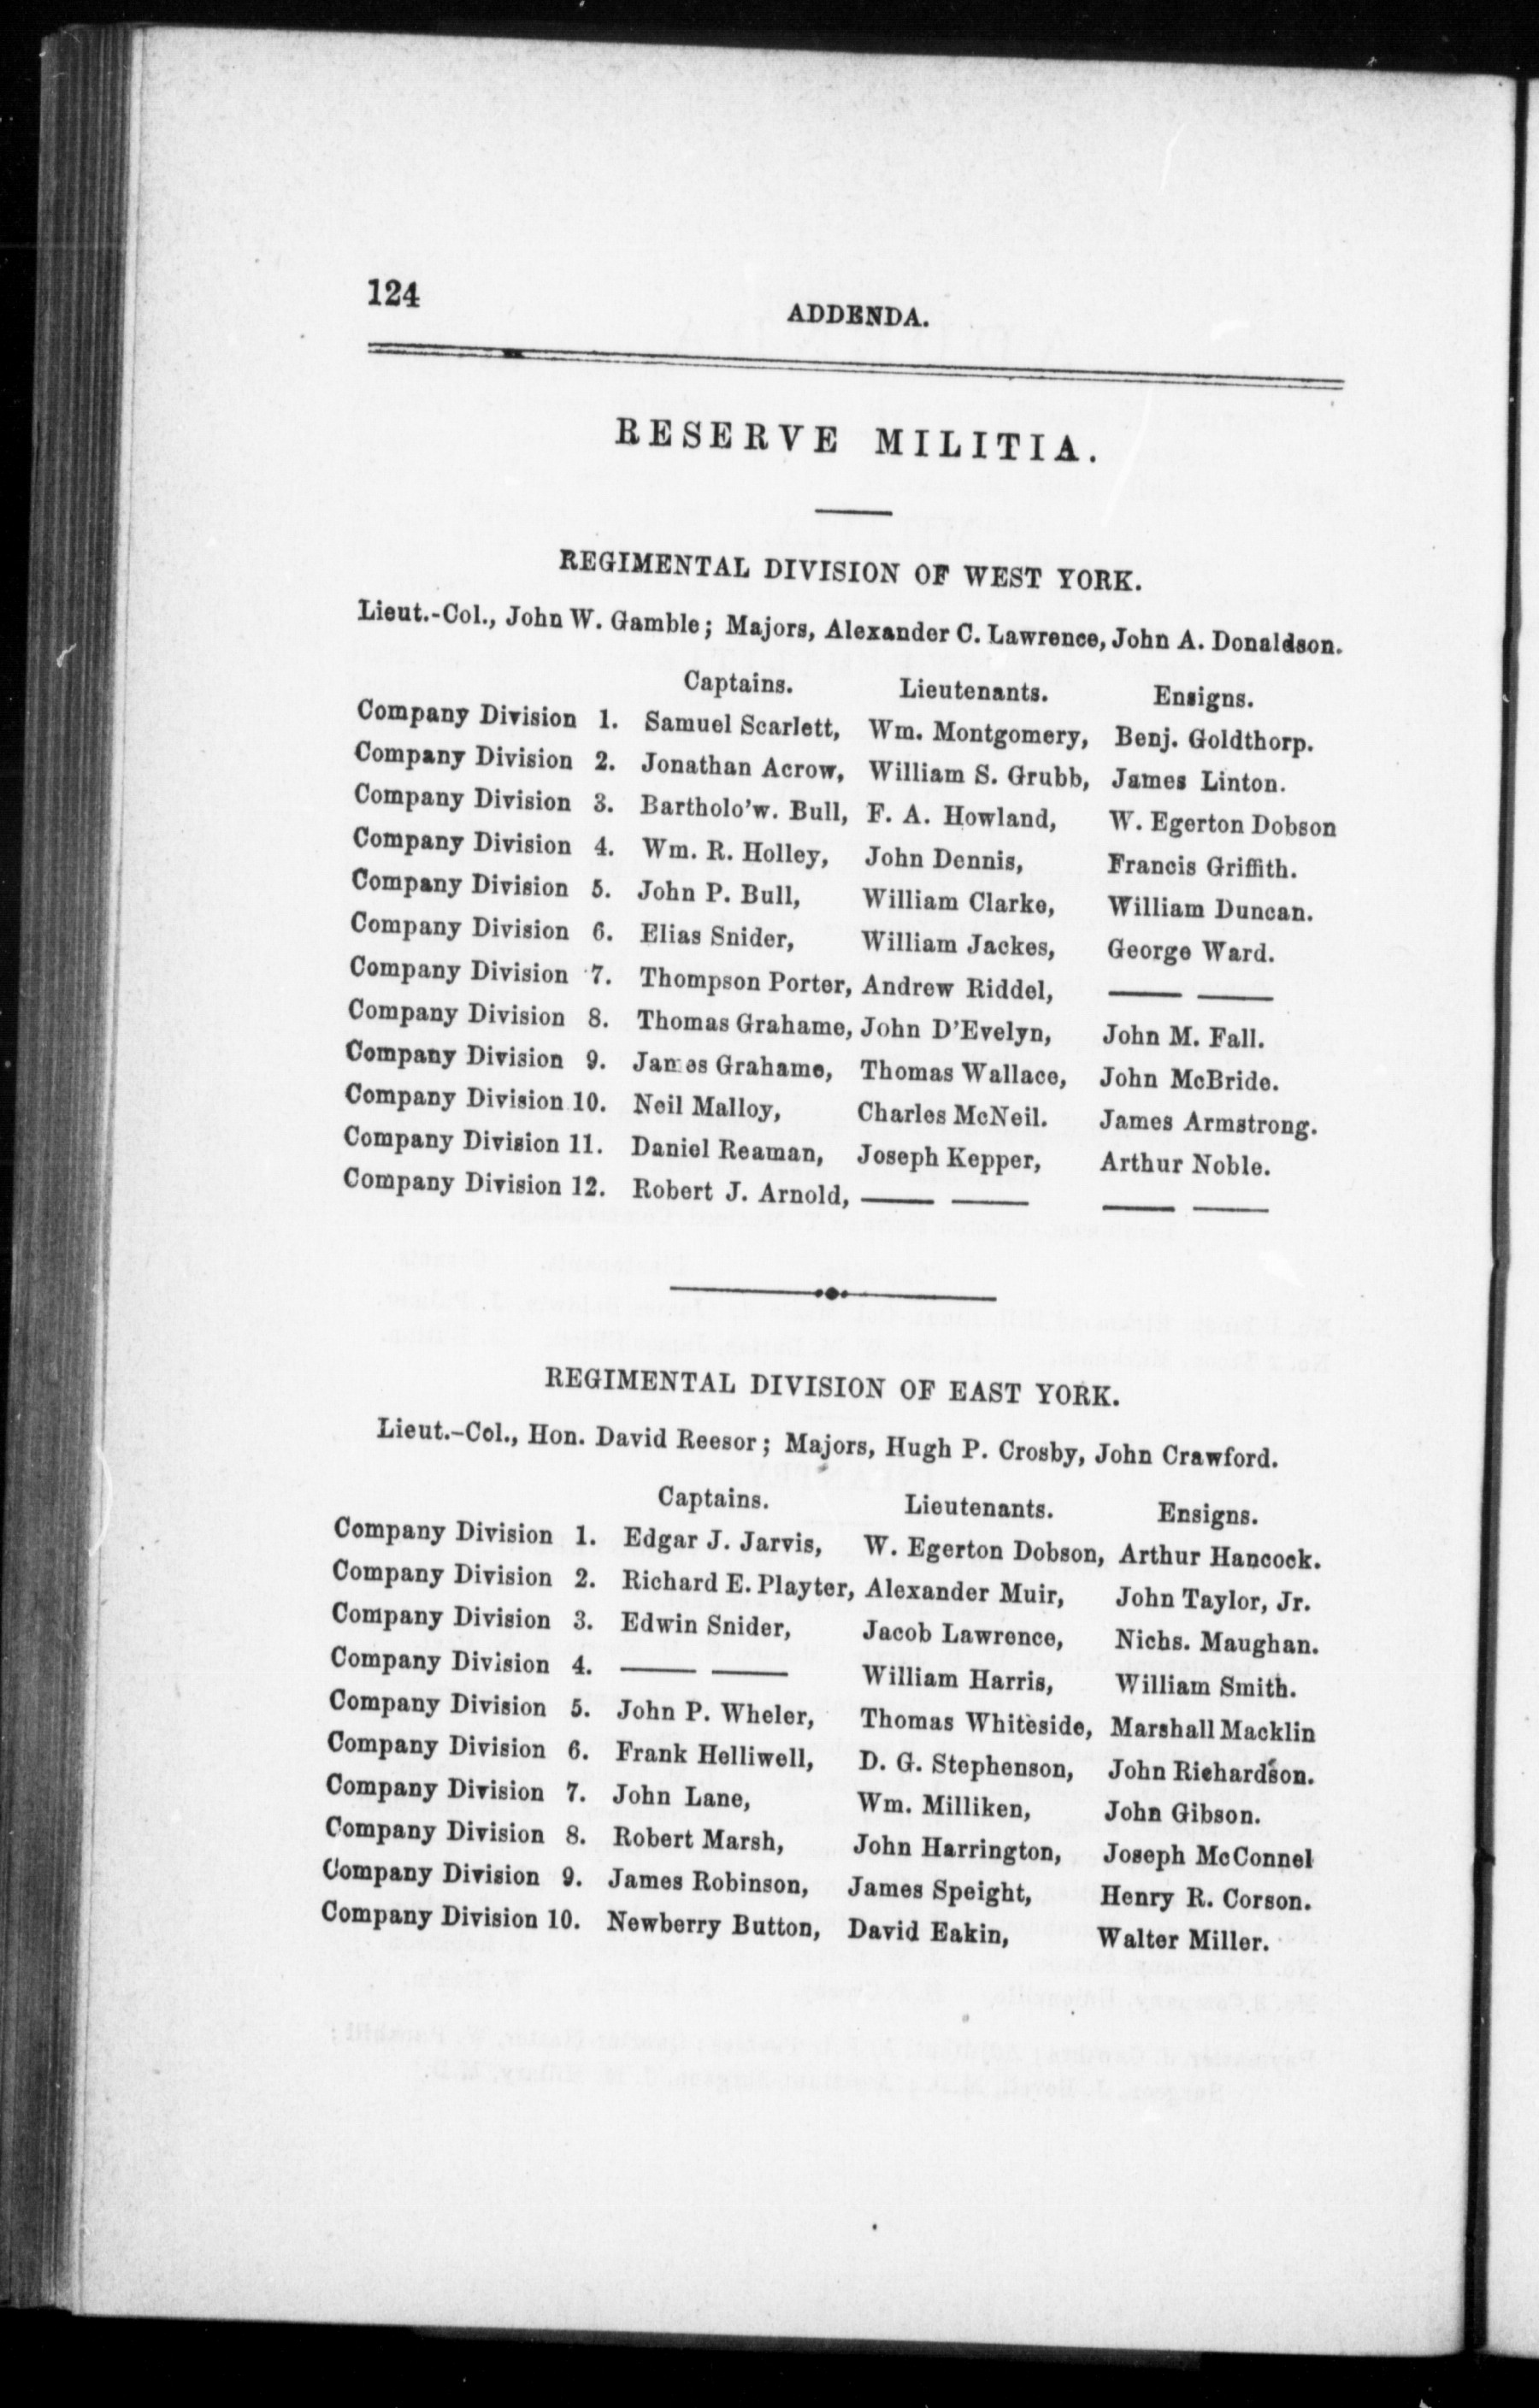 124
ADDENDA.
RESERVE MILITIA.
REGIMENTAL DIVISION OF WEST YORK.
Lieut.-Col., John W. Gamble; Majors, Alexander C. Lawrence, John A. Donaldson.
Captains. Lieutenants. Ensigns.
Company Division 1. Samuel Scarlett, Wm. Montgomery, Benj. Goldthorp.
Company Division 2. Jonathan Acrow, William S. Grubb, James Linton.
Company Division 3. Bartholo'w. Bull, F. A. Howland, W. Egerton Dobson
Company Division 4. Wm. R. Holley, John Dennis, Francis Griffith.
Company Division 5. John P. Bull, William Clarke, William Duncan.
Company Division 6. Elias Snider, William Jackes, George Ward.
Company Division 7. Thompson Porter, Andrew Riddel, —— ——
Company Division 8. Thomas Grahame, John D'Evelyn, John M. Fall.
Company Division 9. James Grahame, Thomas Wallace, John McBride.
Company Division 10. Neil Malloy, Charles McNeil. James Armstrong.
Company Division 11. Daniel Reaman, Joseph Kepper, Arthur Noble.
Company Division 12. Robert J. Arnold, —— —— —— ——
REGIMENTAL DIVISION OF EAST YORK.
Lieut.-Col., Hon. David Reesor; Majors, Hugh P. Crosby, John Crawford.
Captains. Lieutenants. Ensigns.
Company Division 1. Edgar J. Jarvis, W. Egerton Dobson, Arthur Hancock.
Company Division 2. Richard E. Playter, Alexander Muir, John Taylor, Jr.
Company Division 3. Edwin Snider, Jacob Lawrence, Nichs. Maughan.
Company Division 4. —— —— William Harris, William Smith.
Company Division 5. John P. Wheler, Thomas Whiteside, Marshall Macklin
Company Division 6. Frank Helliwell, D. G. Stephenson, John Richardson.
Company Division 7. John Lane, Wm. Milliken, John Gibson.
Company Division 8. Robert Marsh, John Harrington, Joseph McConnel
Company Division 9. James Robinson, James Speight, Henry R. Corson.
Company Division 10. Newberry Button, David Eakin, Walter Miller.